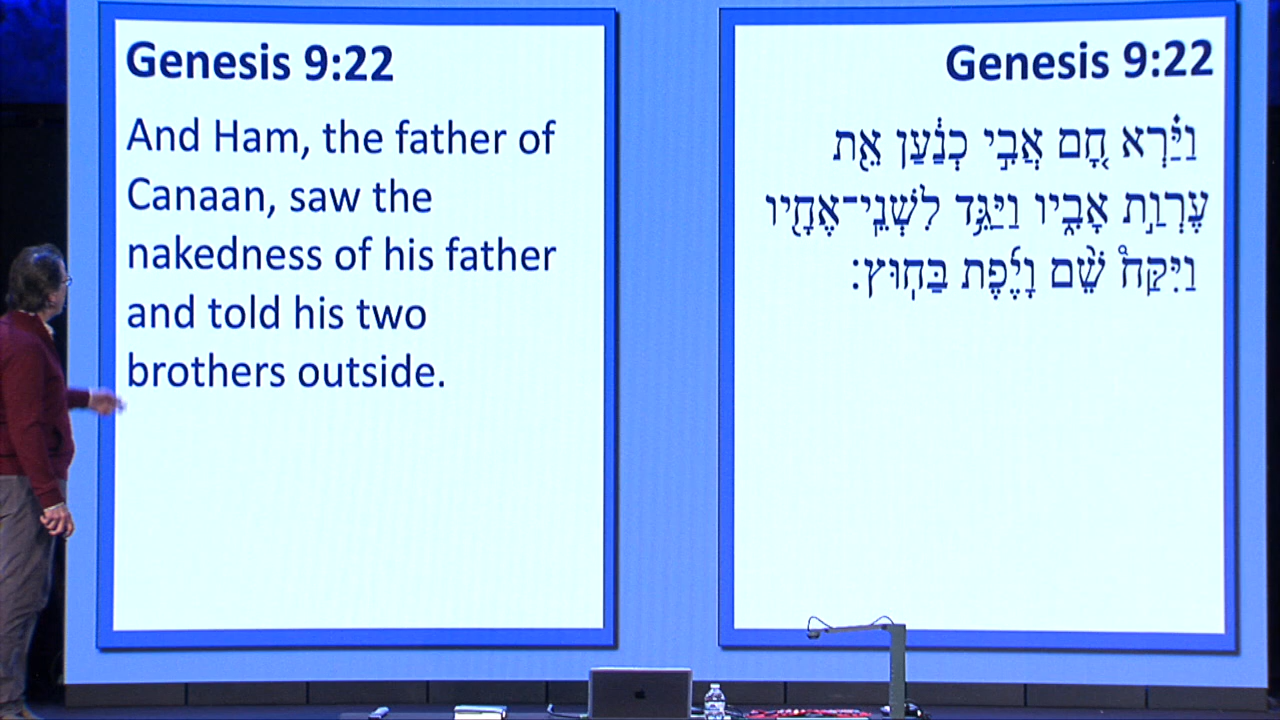 Genesis 9:22
And Ham, the father of
Canaan, saw the
nakedness of his father
and told his two
brothers outside.
Genesis 9:22
וַיַּ֗רְא חָ֚ם אֲבִ֣י כְנַ֔עַן אֵ֖ת
עֶרְוַ֣ת אָבִ֑יו וַיַּגֵּ֥ד לִשְׁנֵֽי־אֶחָ֖יו
וַיִּקַּח֩ שֵׁ֨ם וָיֶ֜פֶת בַּחֽוּץ׃